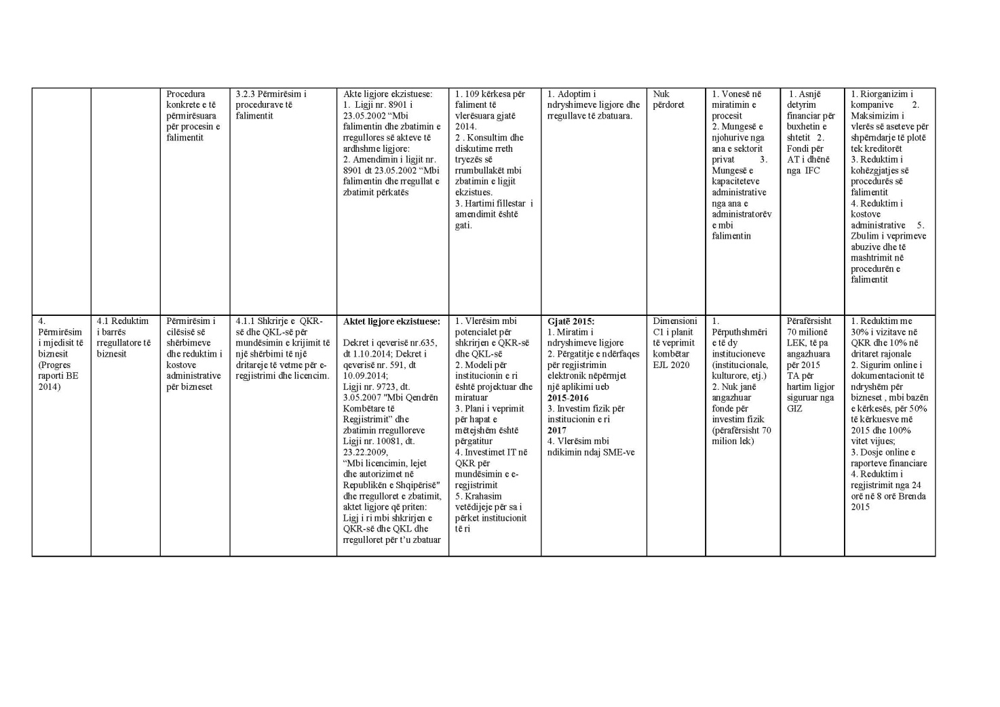 Procedura
konkrete e të
përmirësuara
për procesin e
falimentit
3.2.3 Përmirësim i
procedurave të
falimentit
Akte ligjore ekzistuese:
1. Ligji nr. 8901 i
23.05.2002 “Mbi
falimentin dhe zbatimin e
rregullores së akteve të
ardhshme ligjore:
2. Amendimin i ligjit nr.
8901 dt 23.05.2002 “Mbi
falimentin dhe rregullat e
zbatimit përkatës
1. 109 kërkesa për
faliment të
vlerësuara gjatë
2014.
2 . Konsultim dhe
diskutime rreth
tryezës së
rrumbullakët mbi
zbatimin e ligjit
ekzistues.
3. Hartimi fillestar i
amendimit është
gati.
1. Adoptim i
ndryshimeve ligjore dhe
rregullave të zbatuara.
Nuk
përdoret
1. Vonesë në
miratimin e
procesit
2. Mungesë e
njohurive nga
ana e sektorit
privat 3.
Mungesë e
kapaciteteve
administrative
nga ana e
administratorëv
e mbi
falimentin
1. Asnjë
detyrim
financiar për
buxhetin e
shtetit 2.
Fondi për
AT i dhënë
nga IFC
1. Riorganizim i
kompanive 2.
Maksimizim i
vlerës së aseteve për
shpërndarje të plotë
tek kreditorët
3. Reduktim i
kohëzgjatjes së
procedurës së
falimentit
4. Reduktim i
kostove
administrative 5.
Zbulim i veprimeve
abuzive dhe të
mashtrimit në
procedurën e
falimentit
4.
Përmirësim
i mjedisit të
biznesit
(Progres
raporti BE
2014)
4.1 Reduktim
i barrës
rregullatore të
biznesit
Përmirësim i
cilësisë së
shërbimeve
dhe reduktim i
kostove
administrative
për bizneset
4.1.1 Shkrirje e QKR-
së dhe QKL-së për
mundësimin e krijimit të
një shërbimi të një
dritareje të vetme për e-
regjistrimi dhe licencim.
Aktet ligjore ekzistuese:
Dekret i qeverisë nr.635,
dt 1.10.2014; Dekret i
qeverisë nr. 591, dt
10.09.2014;
Ligji nr. 9723, dt.
3.05.2007 "Mbi Qendrën
Kombëtare të
Regjistrimit” dhe
zbatimin rregulloreve
Ligji nr. 10081, dt.
23.22.2009,
“Mbi licencimin, lejet
dhe autorizimet në
Republikën e Shqipërisë"
dhe rregulloret e zbatimit,
aktet ligjore që priten:
Ligj i ri mbi shkrirjen e
QKR-së dhe QKL dhe
rregulloret për t’u zbatuar
1. Vlerësim mbi
potencialet për
shkrirjen e QKR-së
dhe QKL-së
2. Modeli për
institucionin e ri
është projektuar dhe
miratuar
3. Plani i veprimit
për hapat e
mëtejshëm është
përgatitur
4. Investimet IT në
QKR për
mundësimin e e-
regjistrimit
5. Krahasim
vetëdijeje për sa i
përket institucionit
të ri
Gjatë 2015:
1. Miratim i
ndryshimeve ligjore
2. Përgatitje e ndërfaqes
për regjistrimin
elektronik nëpërmjet
një aplikimi ueb
2015-2016
3. Investim fizik për
institucionin e ri
2017
4. Vlerësim mbi
ndikimin ndaj SME-ve
Dimensioni
C1 i planit
të veprimit
kombëtar
EJL 2020
1.
Përputhshmëri
e të dy
institucioneve
(institucionale,
kulturore, etj.)
2. Nuk janë
angazhuar
fonde për
investim fizik
(përafërsisht 70
milion lek)
Përafërsisht
70 milionë
LEK, të pa
angazhuara
për 2015
TA për
hartim ligjor
siguruar nga
GIZ
1. Reduktim me
30% i vizitave në
QKR dhe 10% në
dritaret rajonale
2. Sigurim online i
dokumentacionit të
ndryshëm për
bizneset , mbi bazën
e kërkesës, për 50%
të kërkuesve më
2015 dhe 100%
vitet vijues;
3. Dosje online e
raporteve financiare
4. Reduktim i
regjistrimit nga 24
orë në 8 orë Brenda
2015